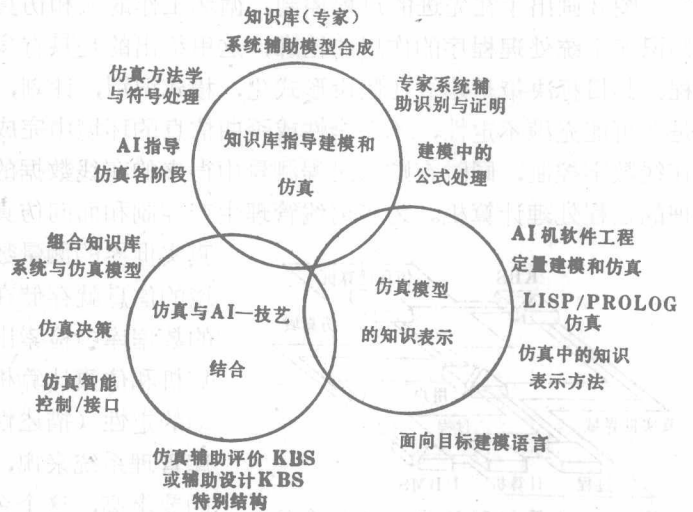 知识库(专家)
系统辅助模型合成
仿真方法学
与符号处理
专家系统辅
助识别与证明
AI指导
仿真各阶段
知识库指导建模和
仿真
建模中的
公式处理
组合知识库
系统与仿真模型
AI机软件工程
定量建模和仿真
仿真决策
仿真与AI—技艺
结合
仿真模型
的知识表示
LISP/PROLOG
仿真
仿真中的知识
表示方法
仿真智能
控制/接口
面向目标建模语言
仿真辅助评价 KBS
或辅助设计KBS
特别结构